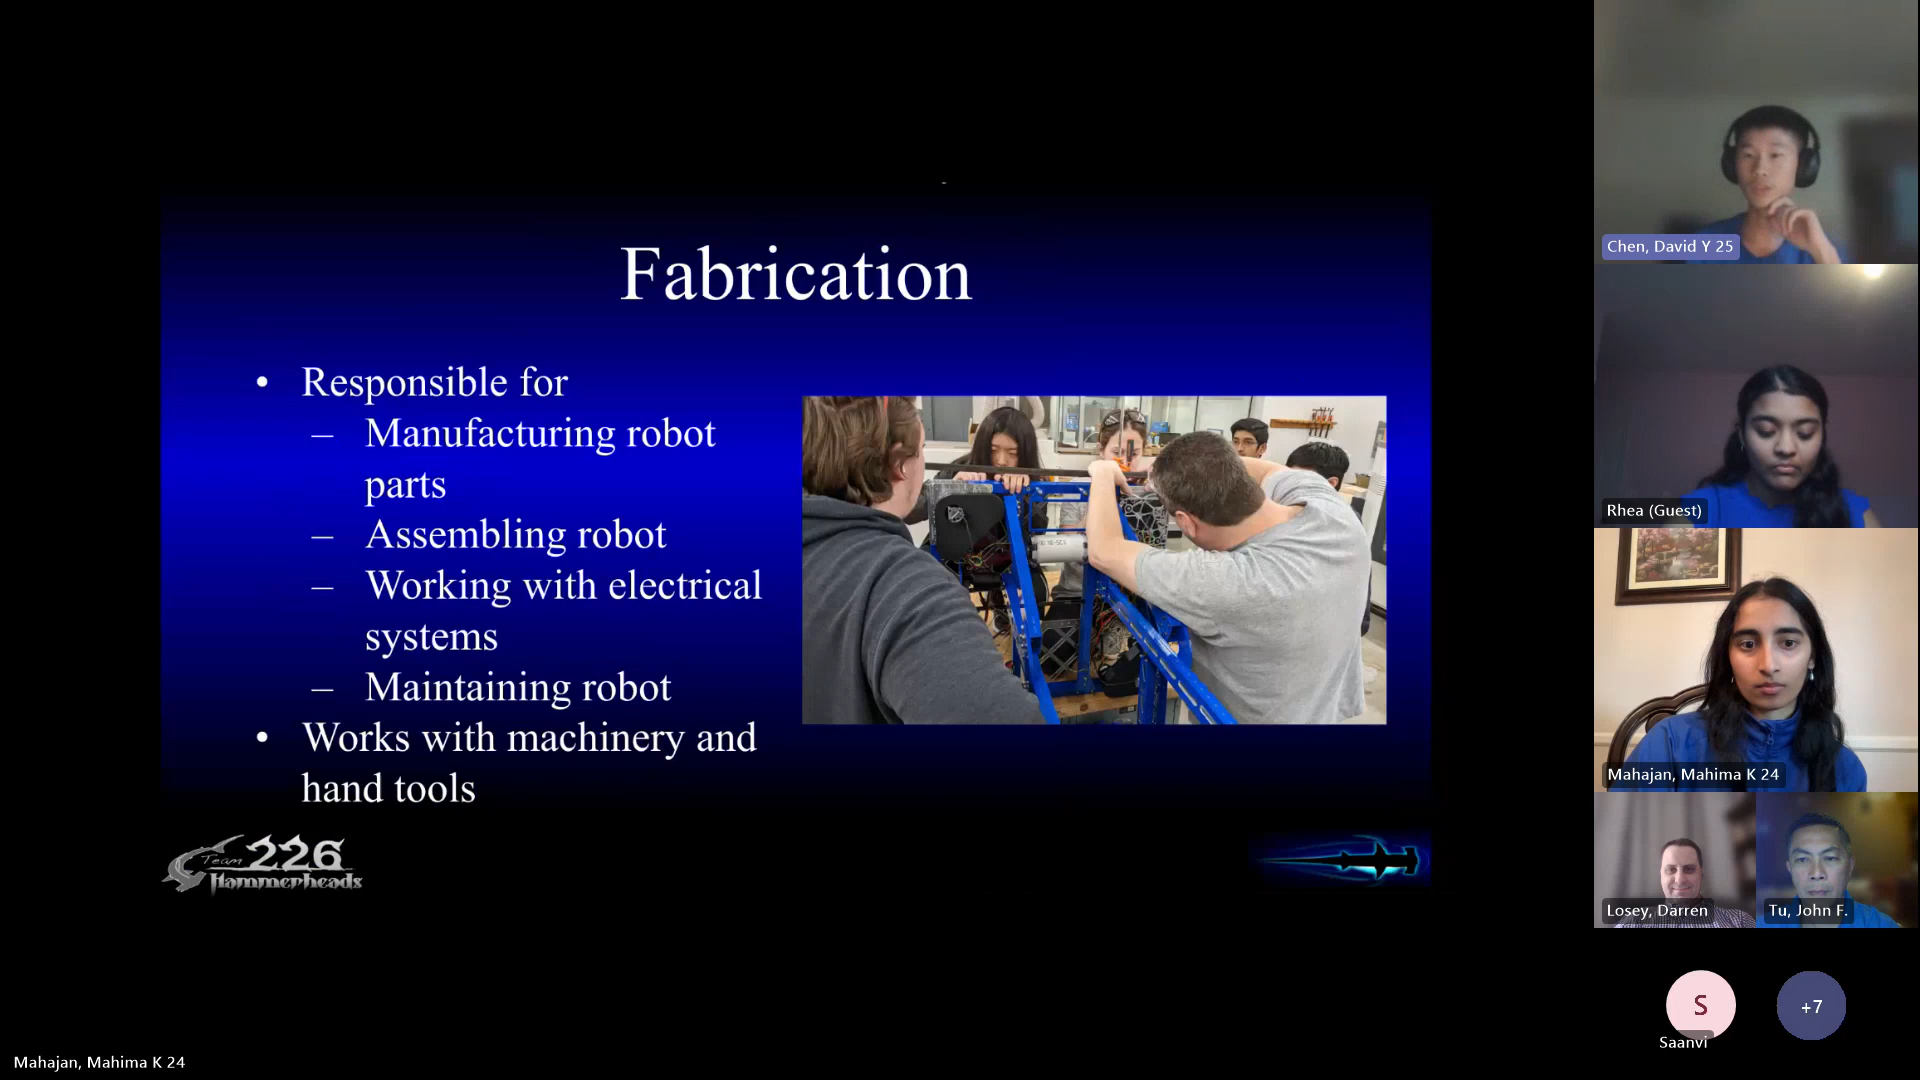 Fabrication
• Responsible for
– Manufacturing robot
parts
– Assembling robot
– Working with electrical
systems
– Maintaining robot
• Works with machinery and
hand tools
Team 226
Hammerheads
Chen, David Y 25
Rhea (Guest)
Mahajan, Mahima K 24
Losey, Darren
Tu, John F.
S
Saanvi
+7
Mahajan, Mahima K 24